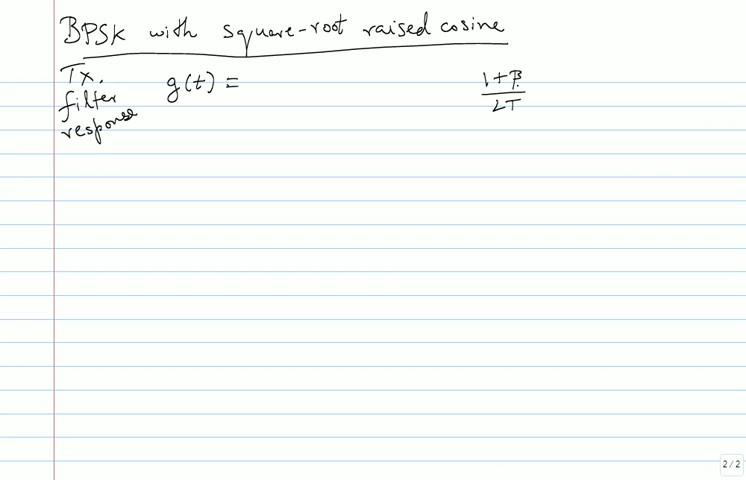 BPSK with square-root raised cosine
Tx. filter response
g(t) =
1+β
2T
2/2